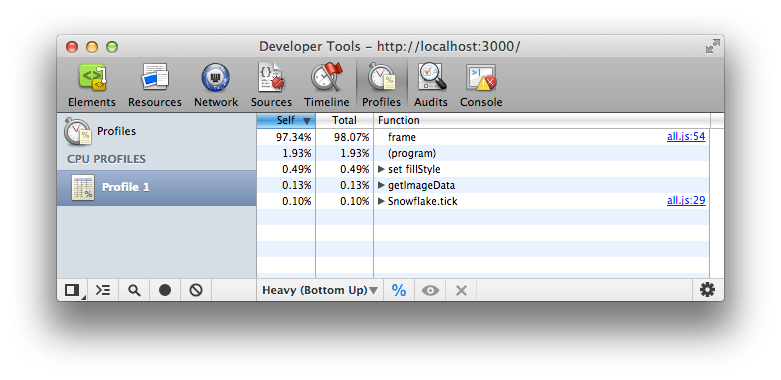 Developer Tools – http://localhost:3000/
Elements Resources Network Sources Timeline Profiles Audits Console
Profiles
CPU PROFILES
Profile 1
Self Total Function
97.34% 98.07% frame all.js:54
1.93% 1.93% (program)
0.49% 0.49% set fillStyle
0.13% 0.13% getImageData
0.10% 0.10% Snowflake.tick all.js:29
Heavy (Bottom Up) %